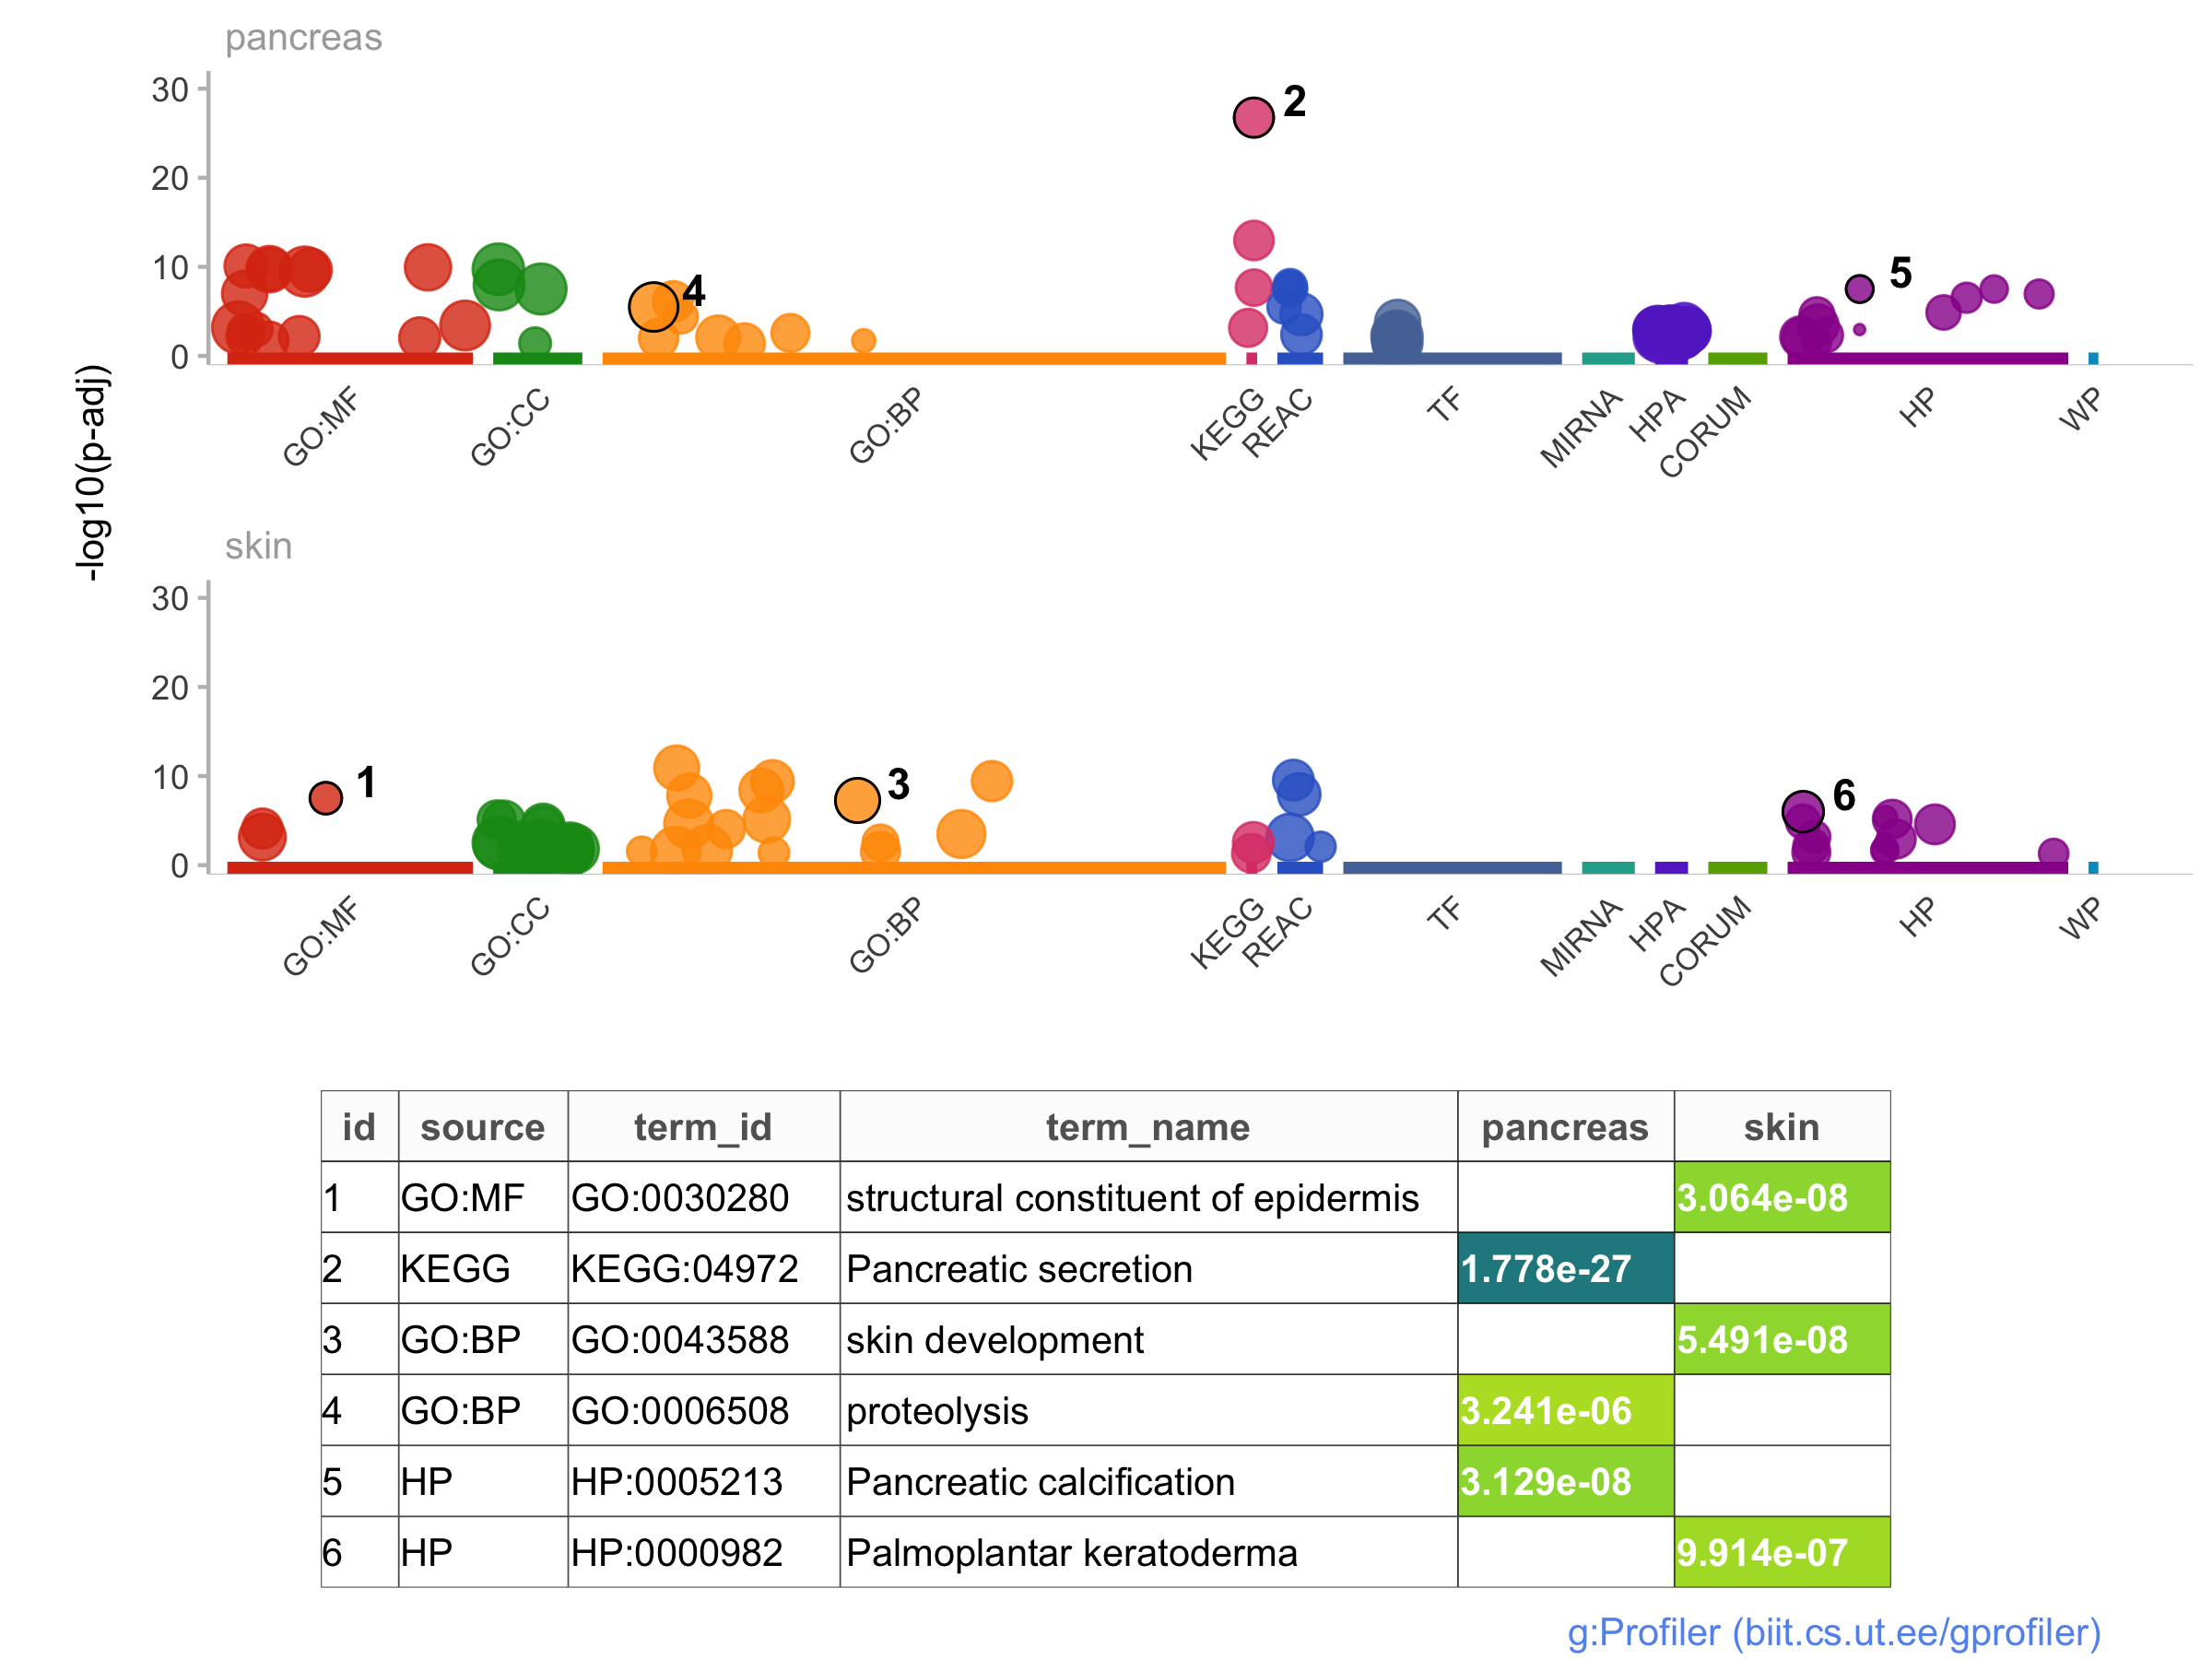 pancreas
30
2
20
10
4
5
0
GO:MF
GO:CC
GO:BP
KEGG
REAC
TF
MIRNA
HPA
CORUM
HP
WP
-log10(p-adj)
skin
30
20
10
1
3
6
0
GO:MF
GO:CC
GO:BP
KEGG
REAC
TF
MIRNA
HPA
CORUM
HP
WP
id source term_id term_name pancreas skin
1 GO:MF GO:0030280 structural constituent of epidermis 3.064e-08
2 KEGG KEGG:04972 Pancreatic secretion 1.778e-27
3 GO:BP GO:0043588 skin development 5.491e-08
4 GO:BP GO:0006508 proteolysis 3.241e-06
5 HP HP:0005213 Pancreatic calcification 3.129e-08
6 HP HP:0000982 Palmoplantar keratoderma 9.914e-07
g:Profiler (biit.cs.ut.ee/gprofiler)